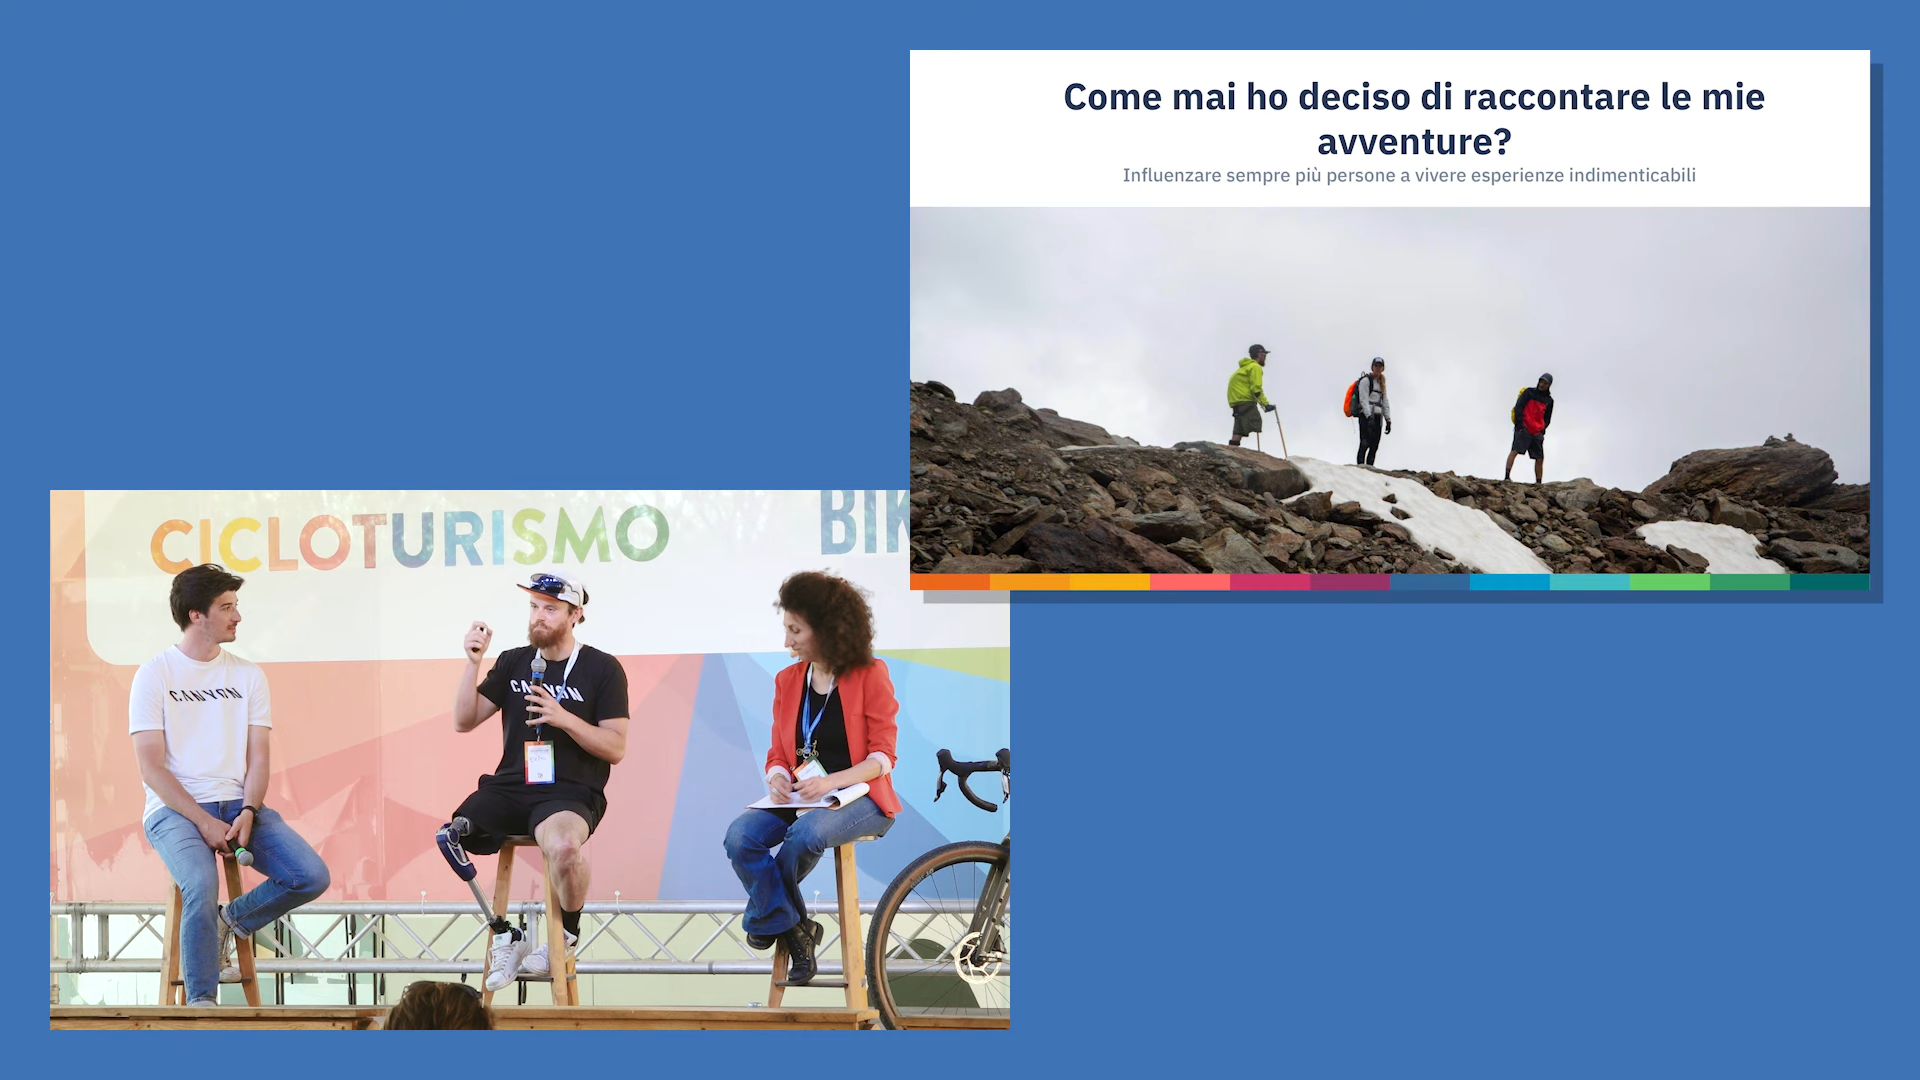 Come mai ho deciso di raccontare le mie
avventure?
Influenzare sempre più persone a vivere esperienze indimenticabili
CICLOTURISMO
BIK
CANYON
CANYON